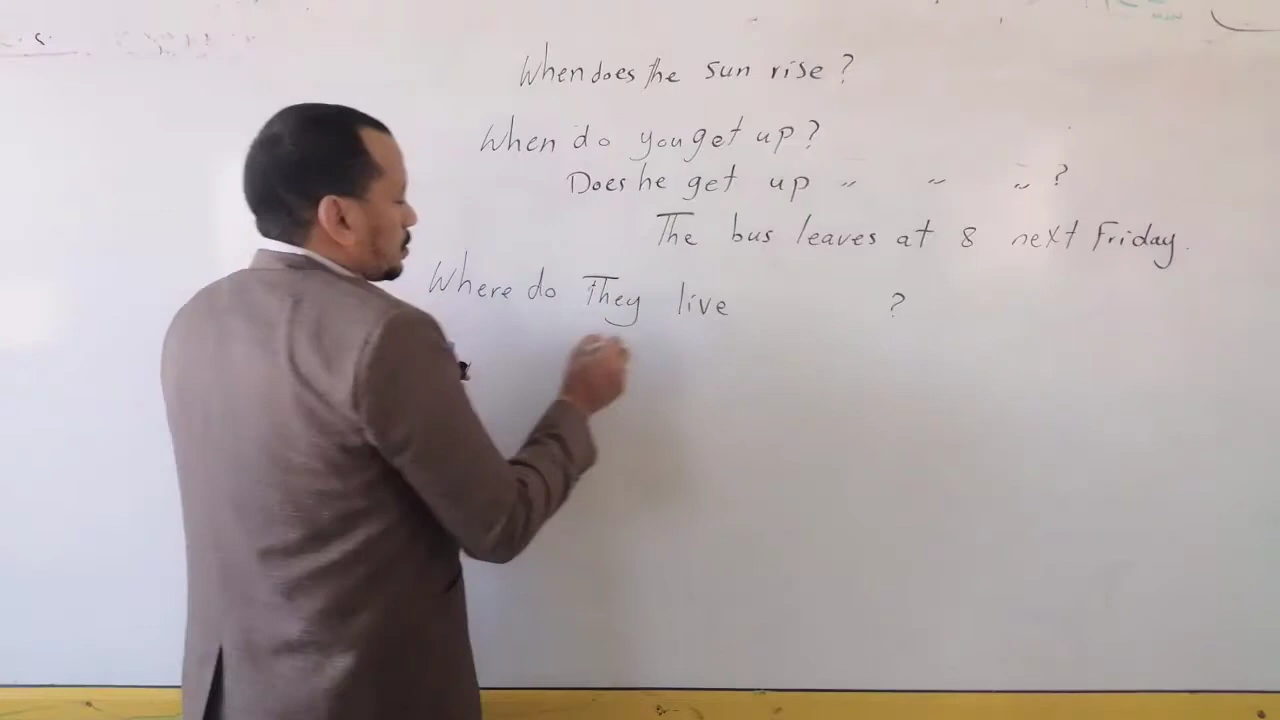 When does the sun rise?
When do you get up?
Does he get up " " " ?
The bus leaves at 8 next Friday.
Where do They live ?